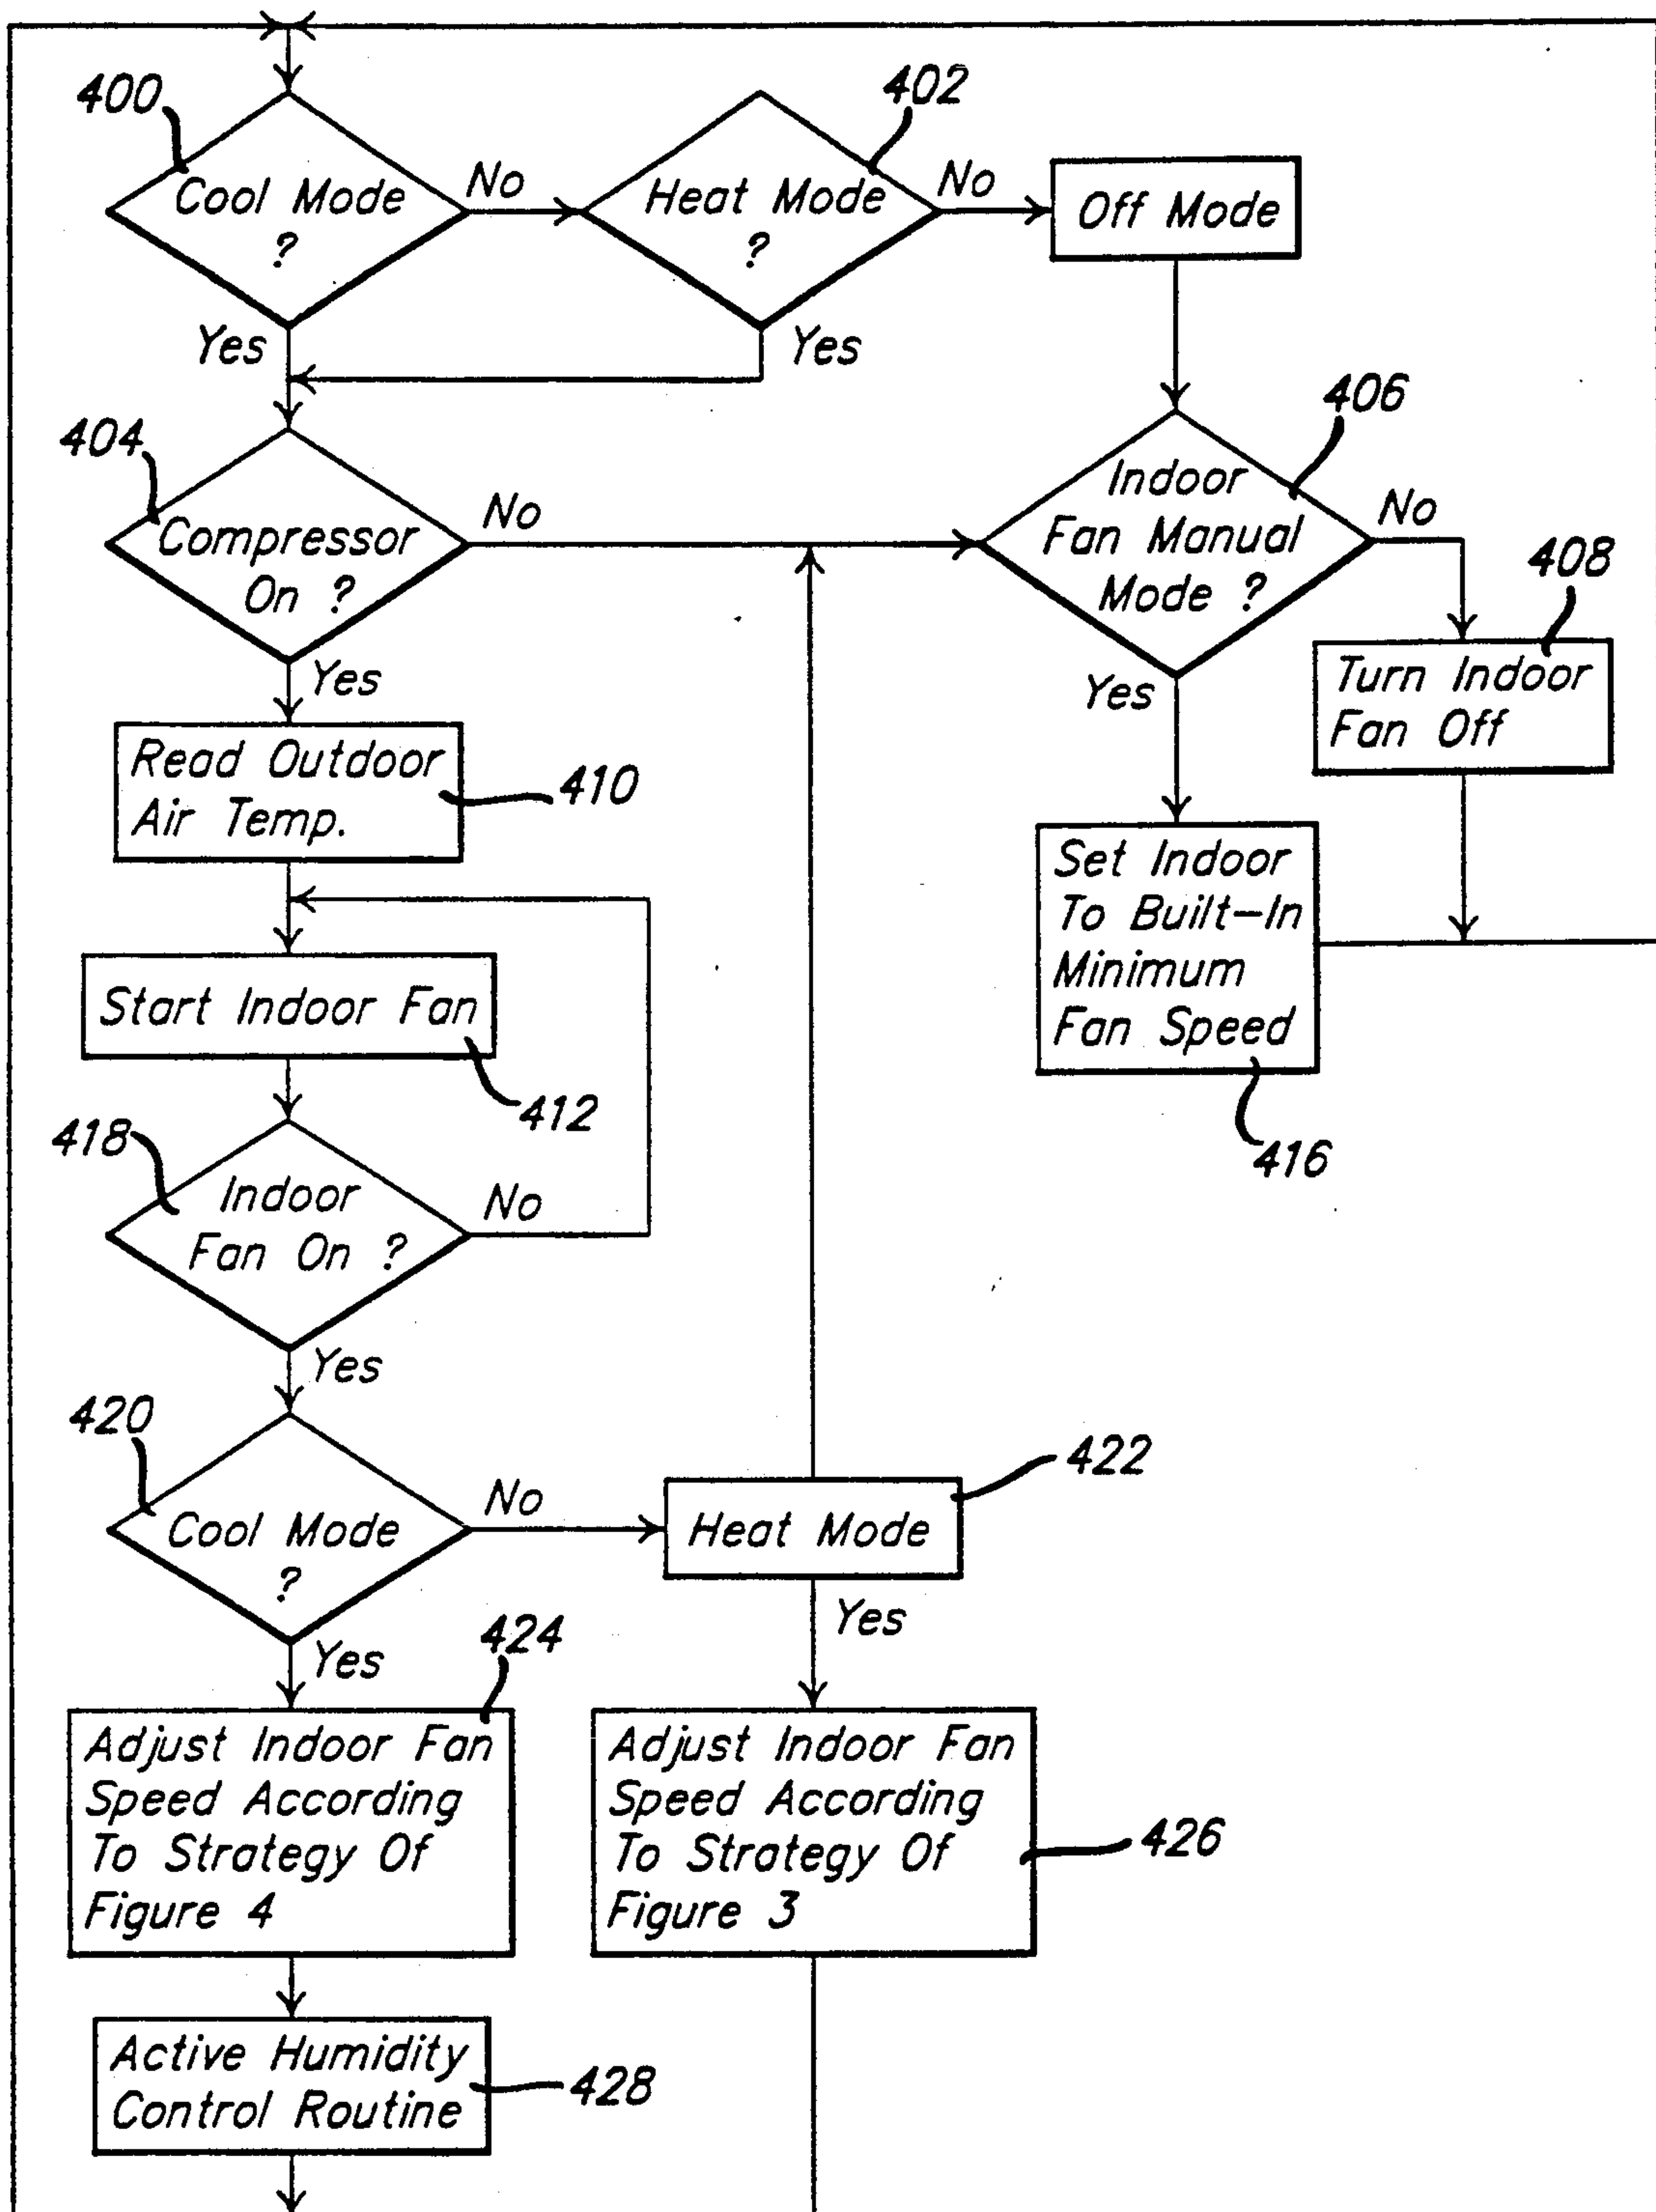 400
Cool Mode
?
No
402
Heat Mode
?
No
Off Mode
Yes
Yes
404
Compressor
On ?
No
406
Indoor
Fan Manual
Mode ?
No
408
Turn Indoor
Fan Off
Yes
Yes
Read Outdoor
Air Temp.
410
Set Indoor
To Built-In
Minimum
Fan Speed
416
Start Indoor Fan
412
418
Indoor
Fan On ?
No
Yes
420
Cool Mode
?
No
Heat Mode
422
Yes
Yes
424
Adjust Indoor Fan
Speed According
To Strategy Of
Figure 4
Adjust Indoor Fan
Speed According
To Strategy Of
Figure 3
426
Active Humidity
Control Routine
428